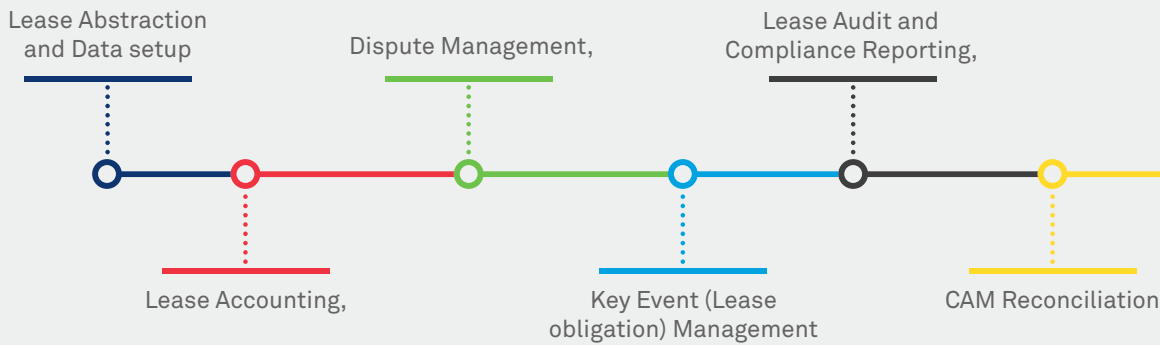 Lease Abstraction
and Data setup
Dispute Management,
Lease Audit and
Compliance Reporting,
Lease Accounting,
Key Event (Lease
obligation) Management
CAM Reconciliation